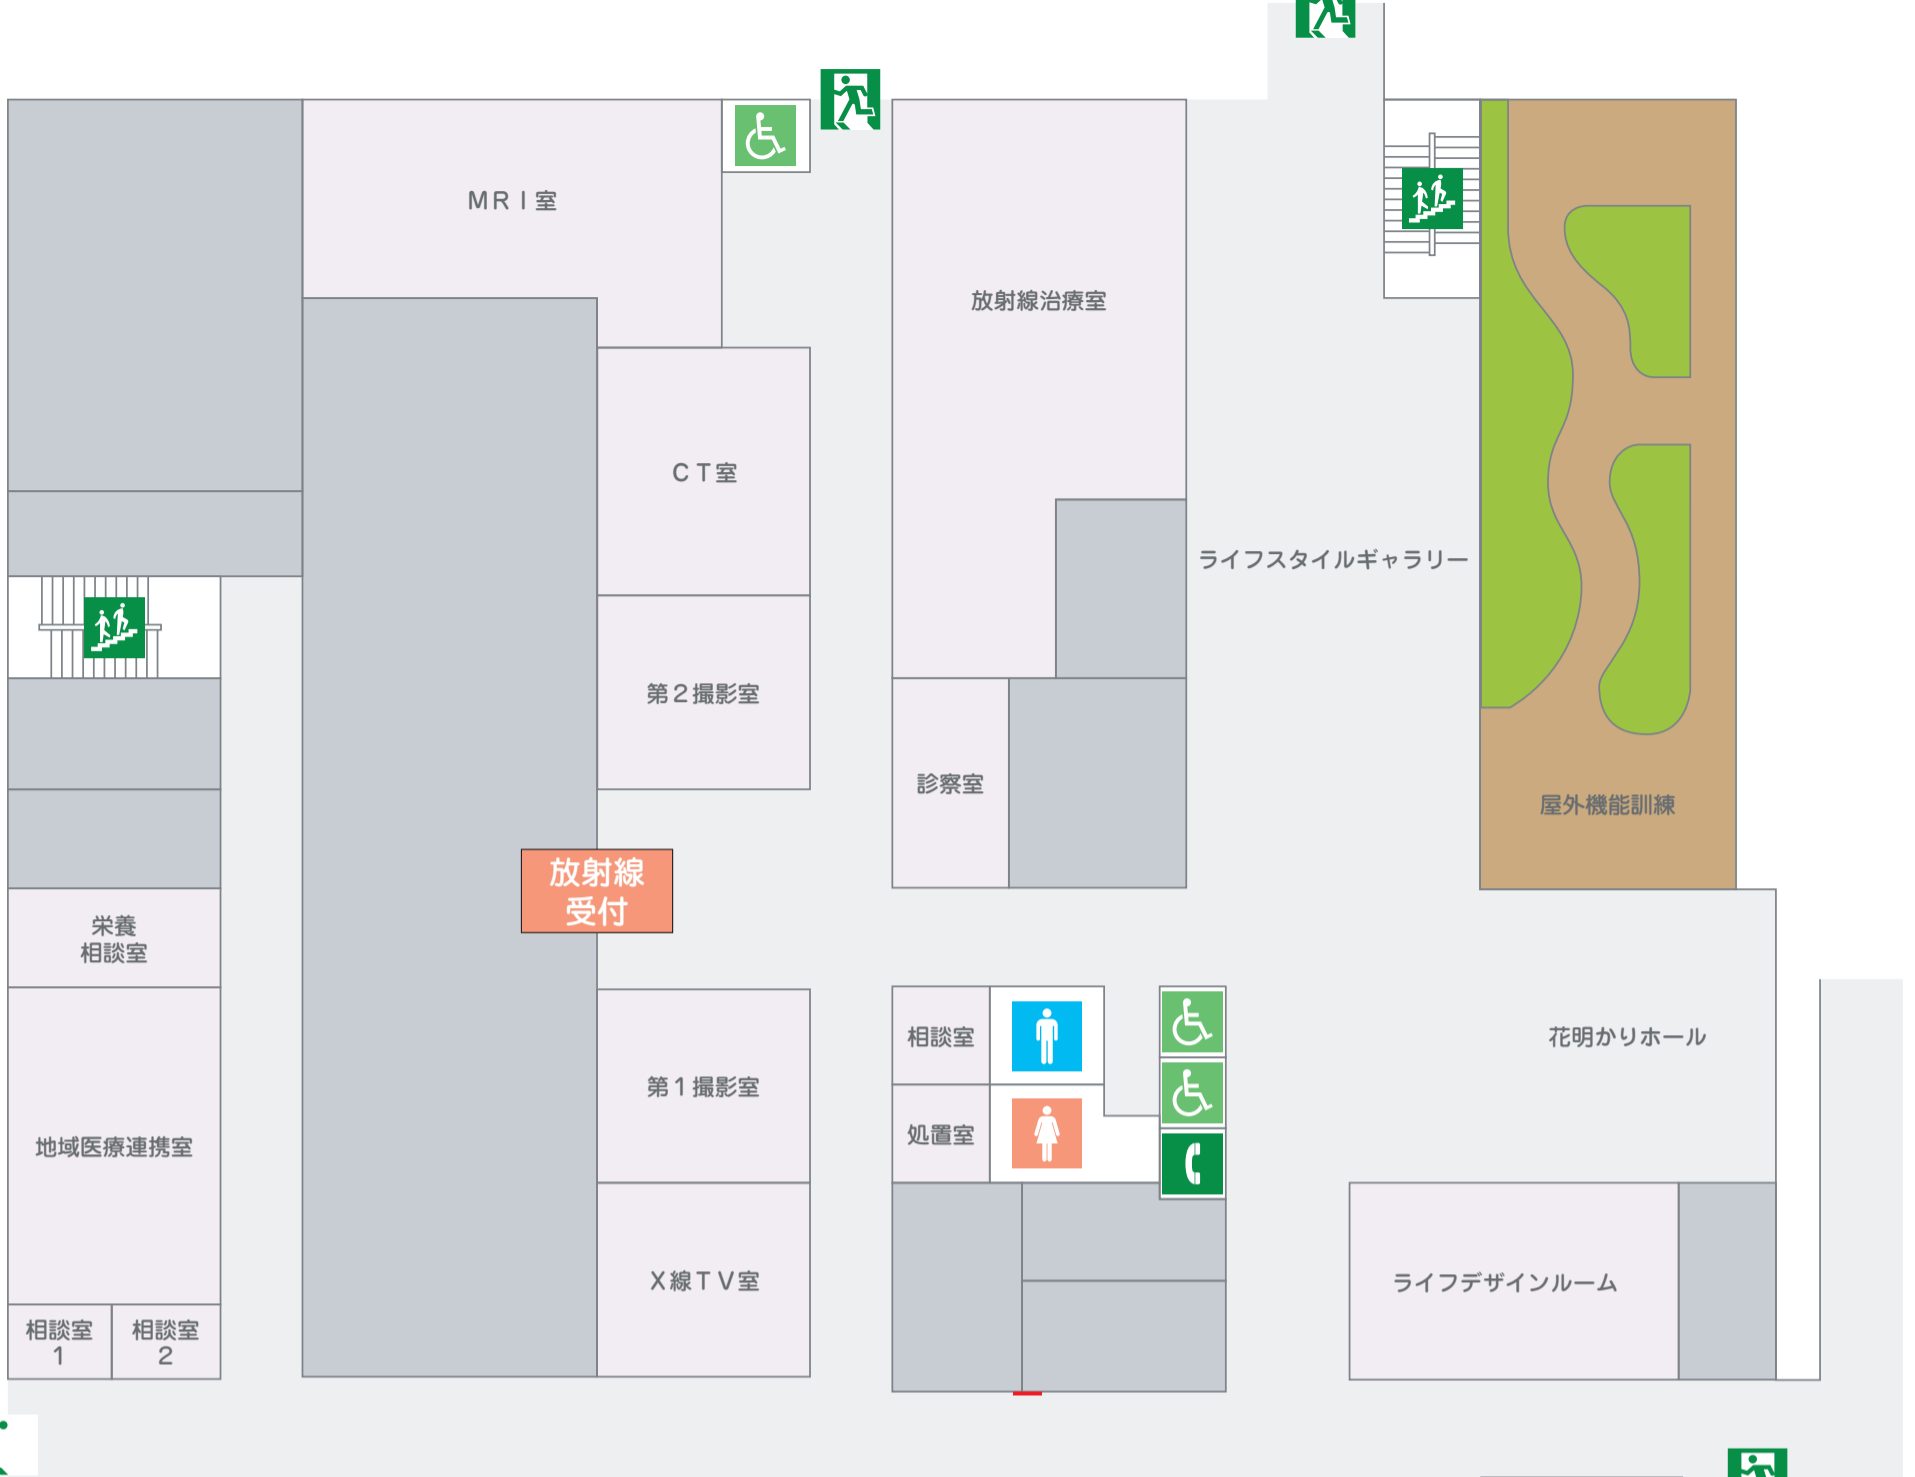 MRI室
放射線治療室
CT室
ライフスタイルギャラリー
第2撮影室
診察室
屋外機能訓練
放射線
受付
栄養
相談室
相談室
花明かりホール
第1撮影室
処置室
地域医療連携室
X線TV室
ライフデザインルーム
相談室
1
相談室
2